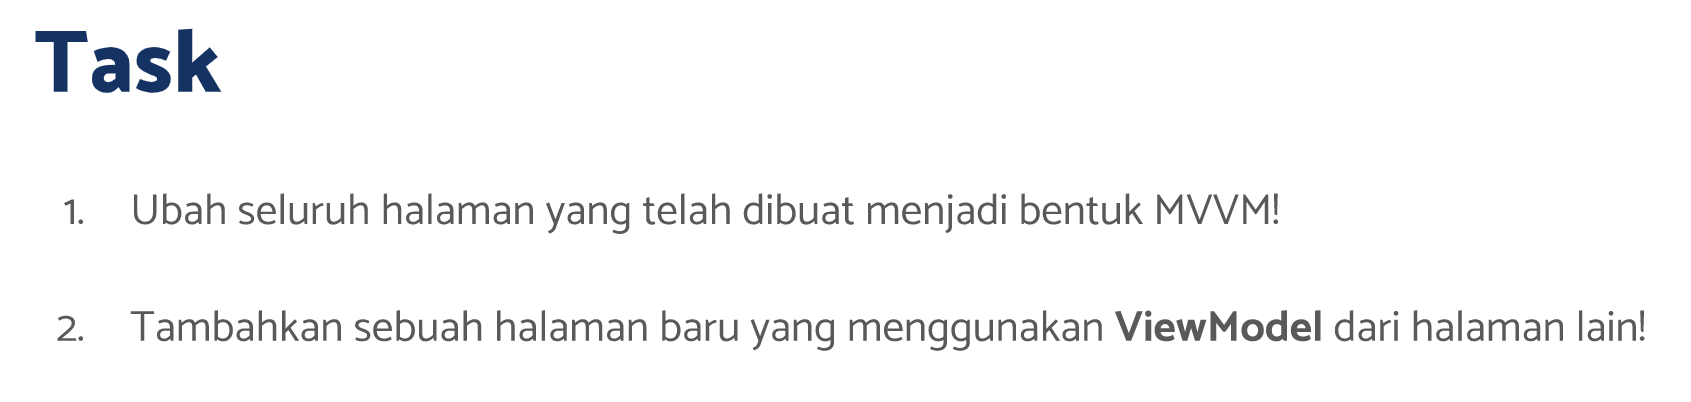 Task
1. Ubah seluruh halaman yang telah dibuat menjadi bentuk MVVM!
2. Tambahkan sebuah halaman baru yang menggunakan ViewModel dari halaman lain!